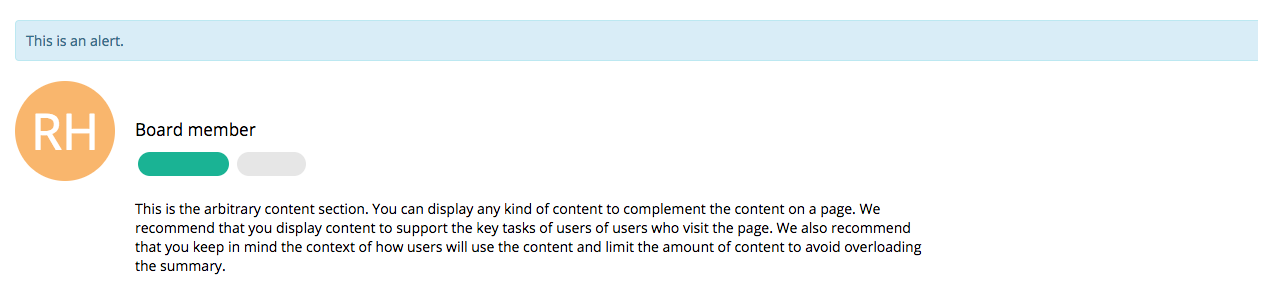 This is an alert.
RH
Board member
This is the arbitrary content section. You can display any kind of content to complement the content on a page. We
recommend that you display content to support the key tasks of users of users who visit the page. We also recommend
that you keep in mind the context of how users will use the content and limit the amount of content to avoid overloading
the summary.